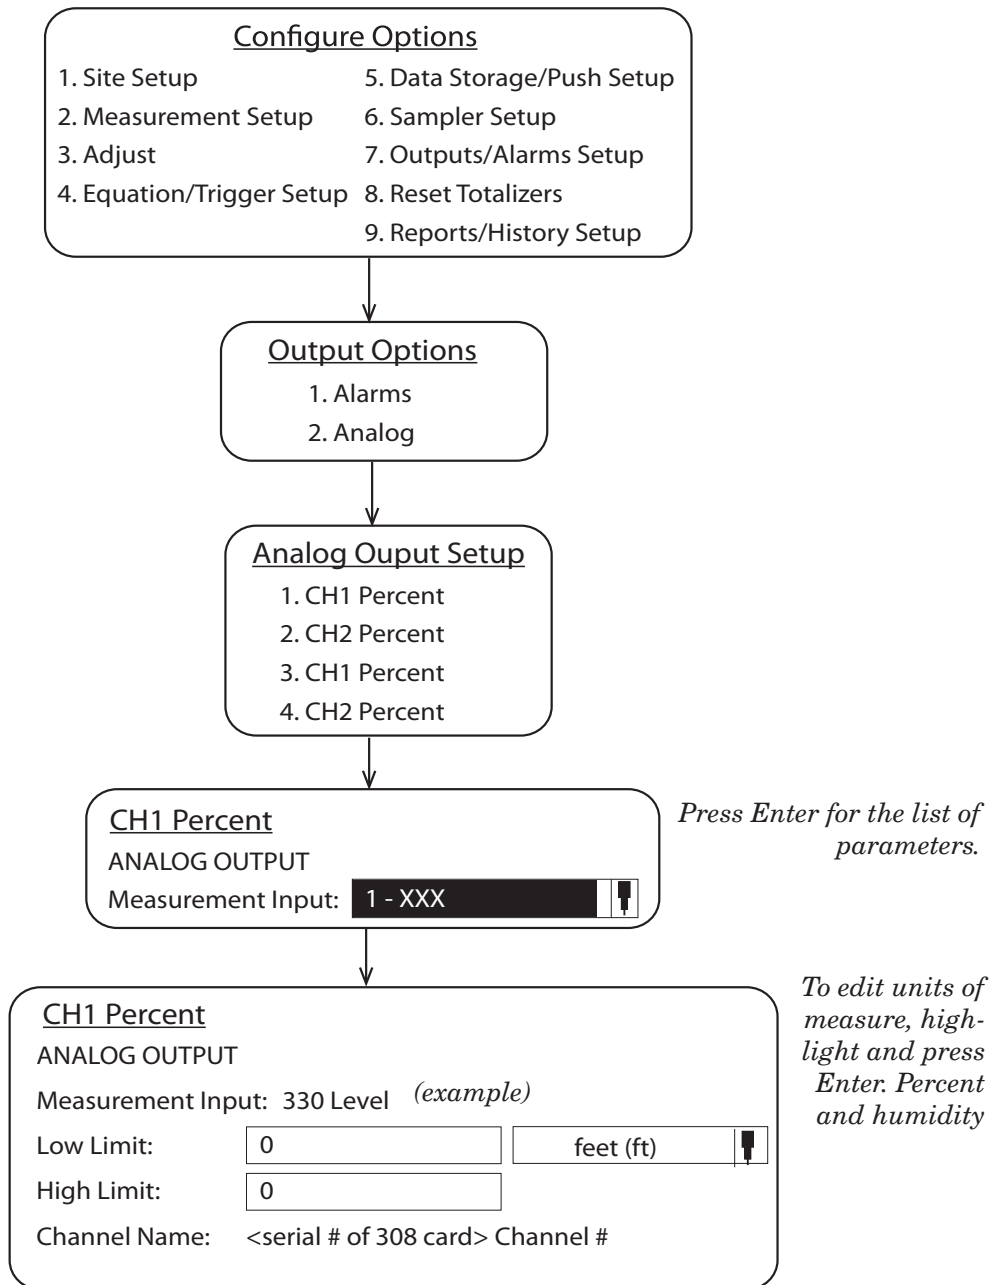 Configure Options
1. Site Setup
2. Measurement Setup
3. Adjust
4. Equation/Trigger Setup
5. Data Storage/Push Setup
6. Sampler Setup
7. Outputs/Alarms Setup
8. Reset Totalizers
9. Reports/History Setup
Output Options
1. Alarms
2. Analog
Analog Ouput Setup
1. CH1 Percent
2. CH2 Percent
3. CH1 Percent
4. CH2 Percent
CH1 Percent
ANALOG OUTPUT
Measurement Input: 1 - XXX
Press Enter for the list of
parameters.
CH1 Percent
ANALOG OUTPUT
Measurement Input: 330 Level (example)
Low Limit: 0 feet (ft)
High Limit: 0
Channel Name: <serial # of 308 card> Channel #
To edit units of
measure, high-
light and press
Enter. Percent
and humidity